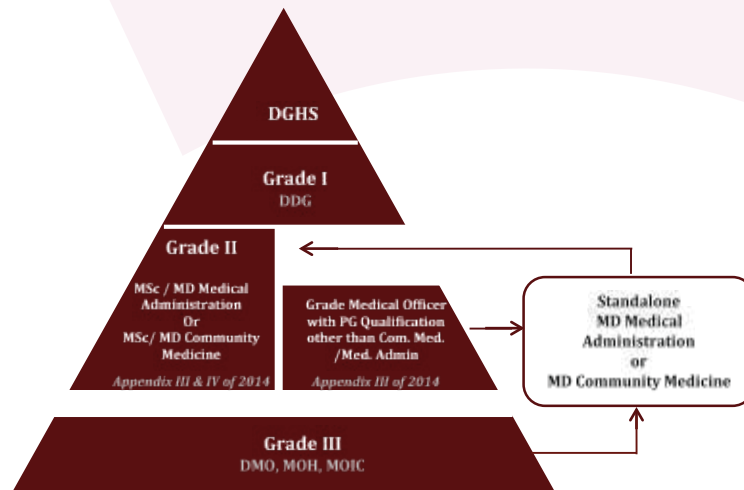 DGHS
Grade I
DDG
Grade II
MSc / MD Medical
Administration
Or
MSc/ MD Community
Medicine
Appendix III & IV of 2014
Grade Medical Officer
with PG Qualification
other than Com. Med.
/Med. Admin
Appendix III of 2014
Standalone
MD Medical
Administration
or
MD Community Medicine
Grade III
DMO, MOH, MOIC